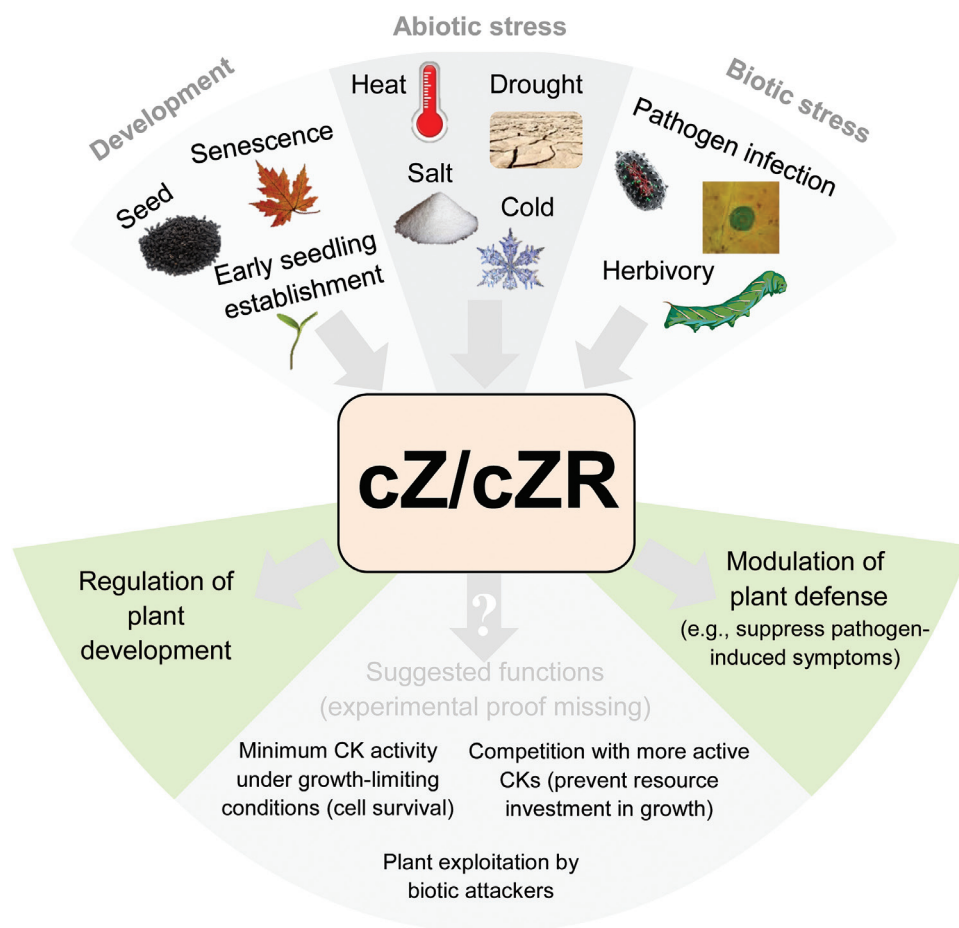 Abiotic stress
Development
Biotic stress
Senescence
Seed
Early seedling
establishment
Heat
Drought
Salt
Cold
Pathogen infection
Herbivory
cZ/cZR
Regulation of
plant
development
?
Suggested functions
(experimental proof missing)
Minimum CK activity
under growth-limiting
conditions (cell survival)
Competition with more active
CKs (prevent resource
investment in growth)
Plant exploitation by
biotic attackers
Modulation of
plant defense
(e.g., suppress pathogen-
induced symptoms)